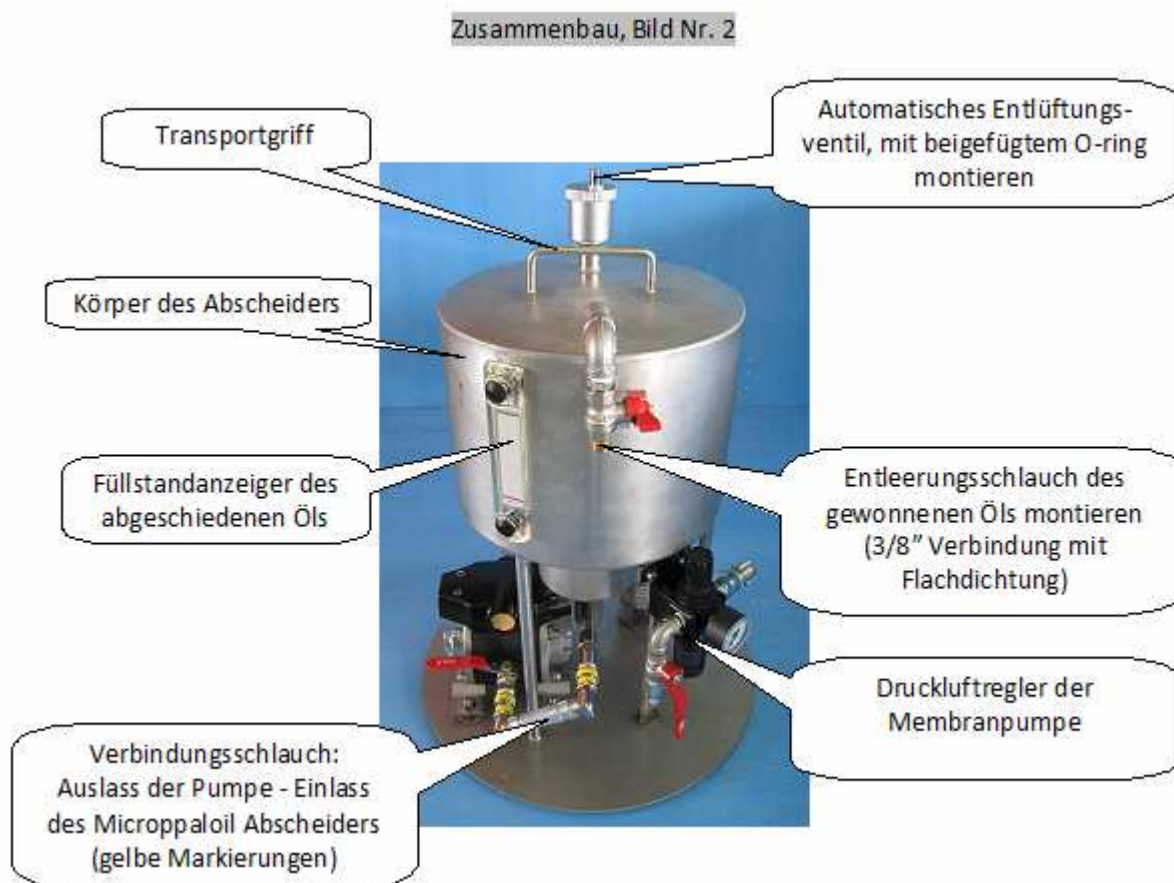 Zusammenbau, Bild Nr. 2
Transportgriff
Automatisches Entlüftungs-
ventil, mit beigefügtem O-ring
montieren
Körper des Abscheiders
Füllstandanzeiger des
abgeschiedenen Öls
Entleerungsschlauch des
gewonnenen Öls montieren
(3/8” Verbindung mit
Flachdichtung)
Druckluftregler der
Membranpumpe
Verbindungsschlauch:
Auslass der Pumpe - Einlass
des Microppaloil Abscheiders
(gelbe Markierungen)